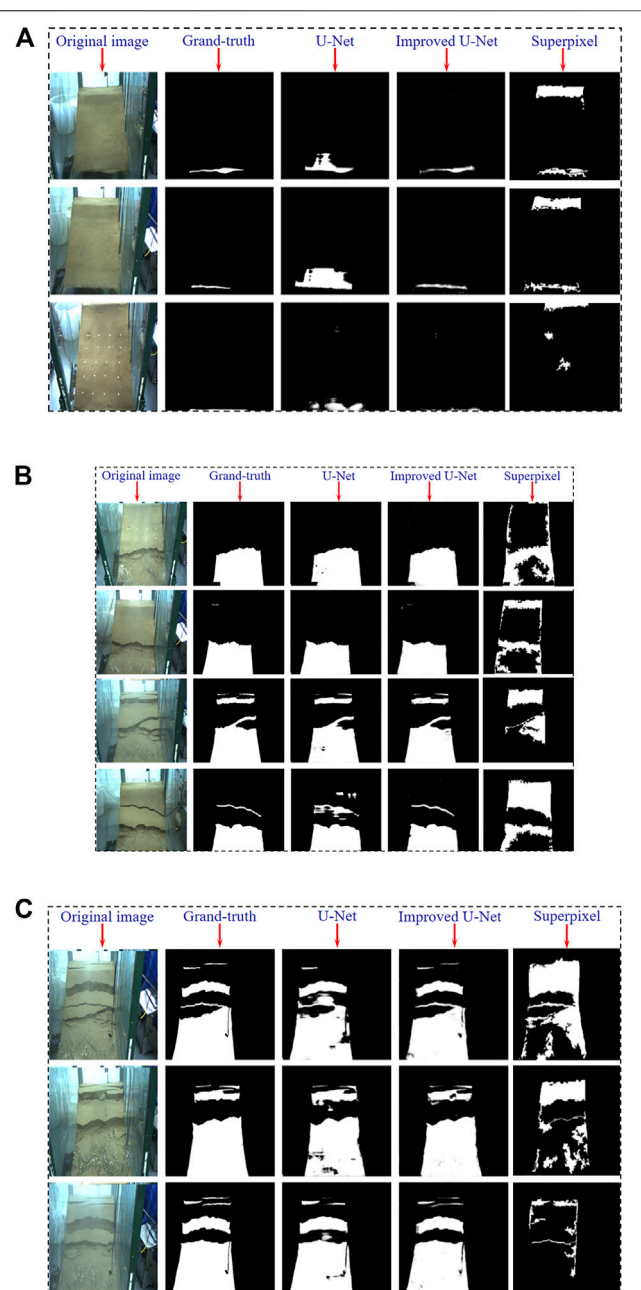 A
Original image Grand-truth U-Net Improved U-Net Superpixel
B
Original image Grand-truth U-Net Improved U-Net Superpixel
C
Original image Grand-truth U-Net Improved U-Net Superpixel